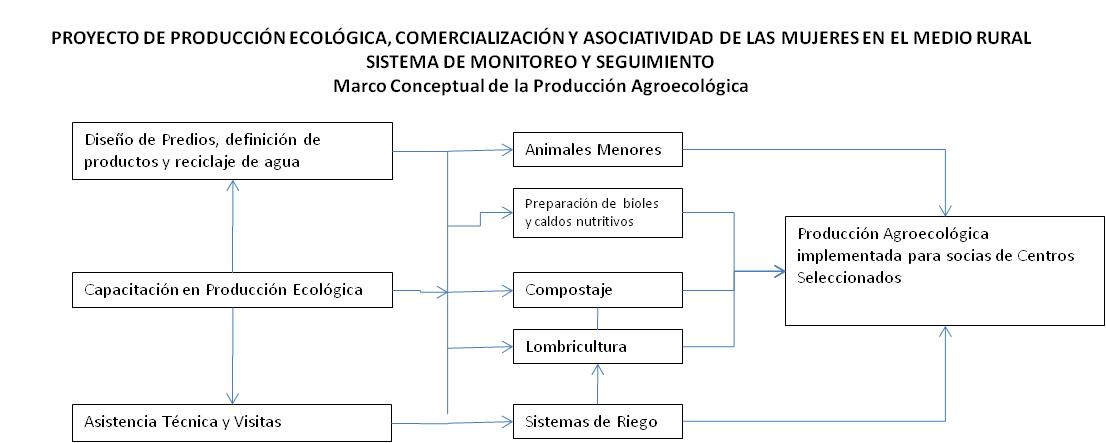 PROYECTO DE PRODUCCIÓN ECOLÓGICA, COMERCIALIZACIÓN Y ASOCIATIVIDAD DE LAS MUJERES EN EL MEDIO RURAL
SISTEMA DE MONITOREO Y SEGUIMIENTO
Marco Conceptual de la Producción Agroecológica
Diseño de Predios, definición de
productos y reciclaje de agua
Capacitación en Producción Ecológica
Asistencia Técnica y Visitas
Animales Menores
Preparación de bioles
y caldos nutritivos
Compostaje
Lombricultura
Sistemas de Riego
Producción Agroecológica
implementada para socias de Centros
Seleccionados